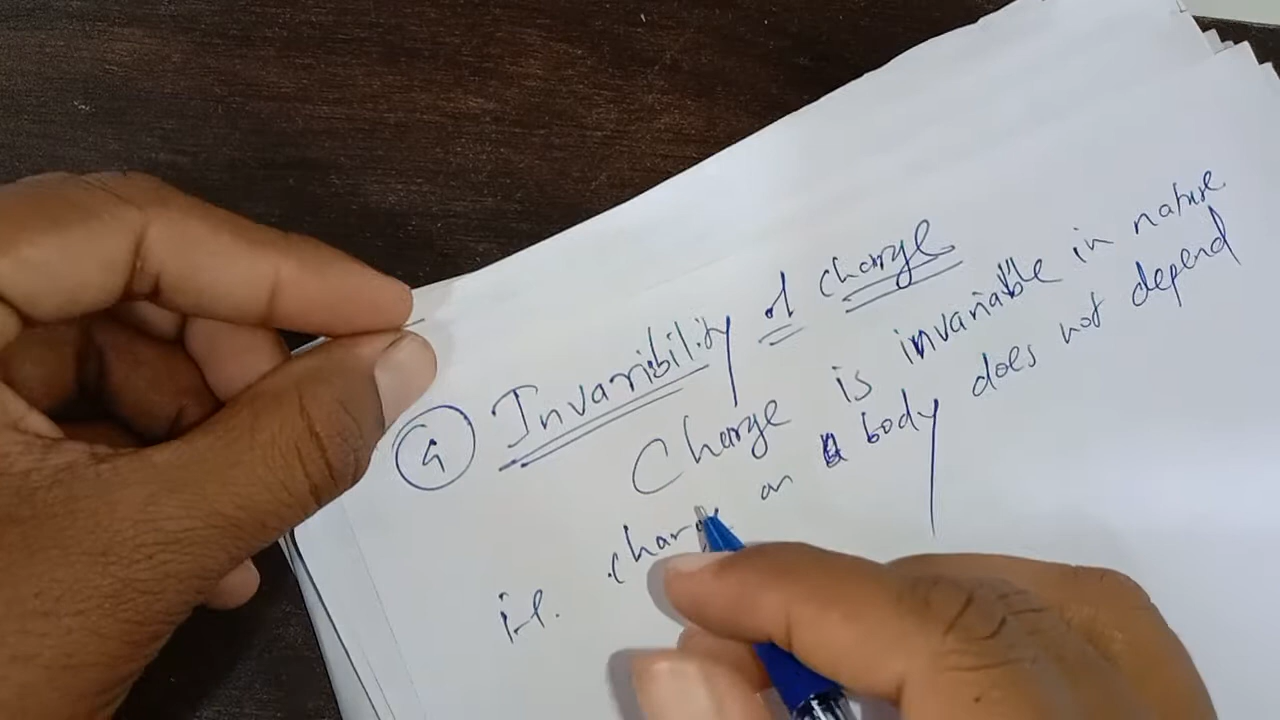 4 Invaribility of charge
Charge is invariable in nature
i.e. charge on a body does not depend